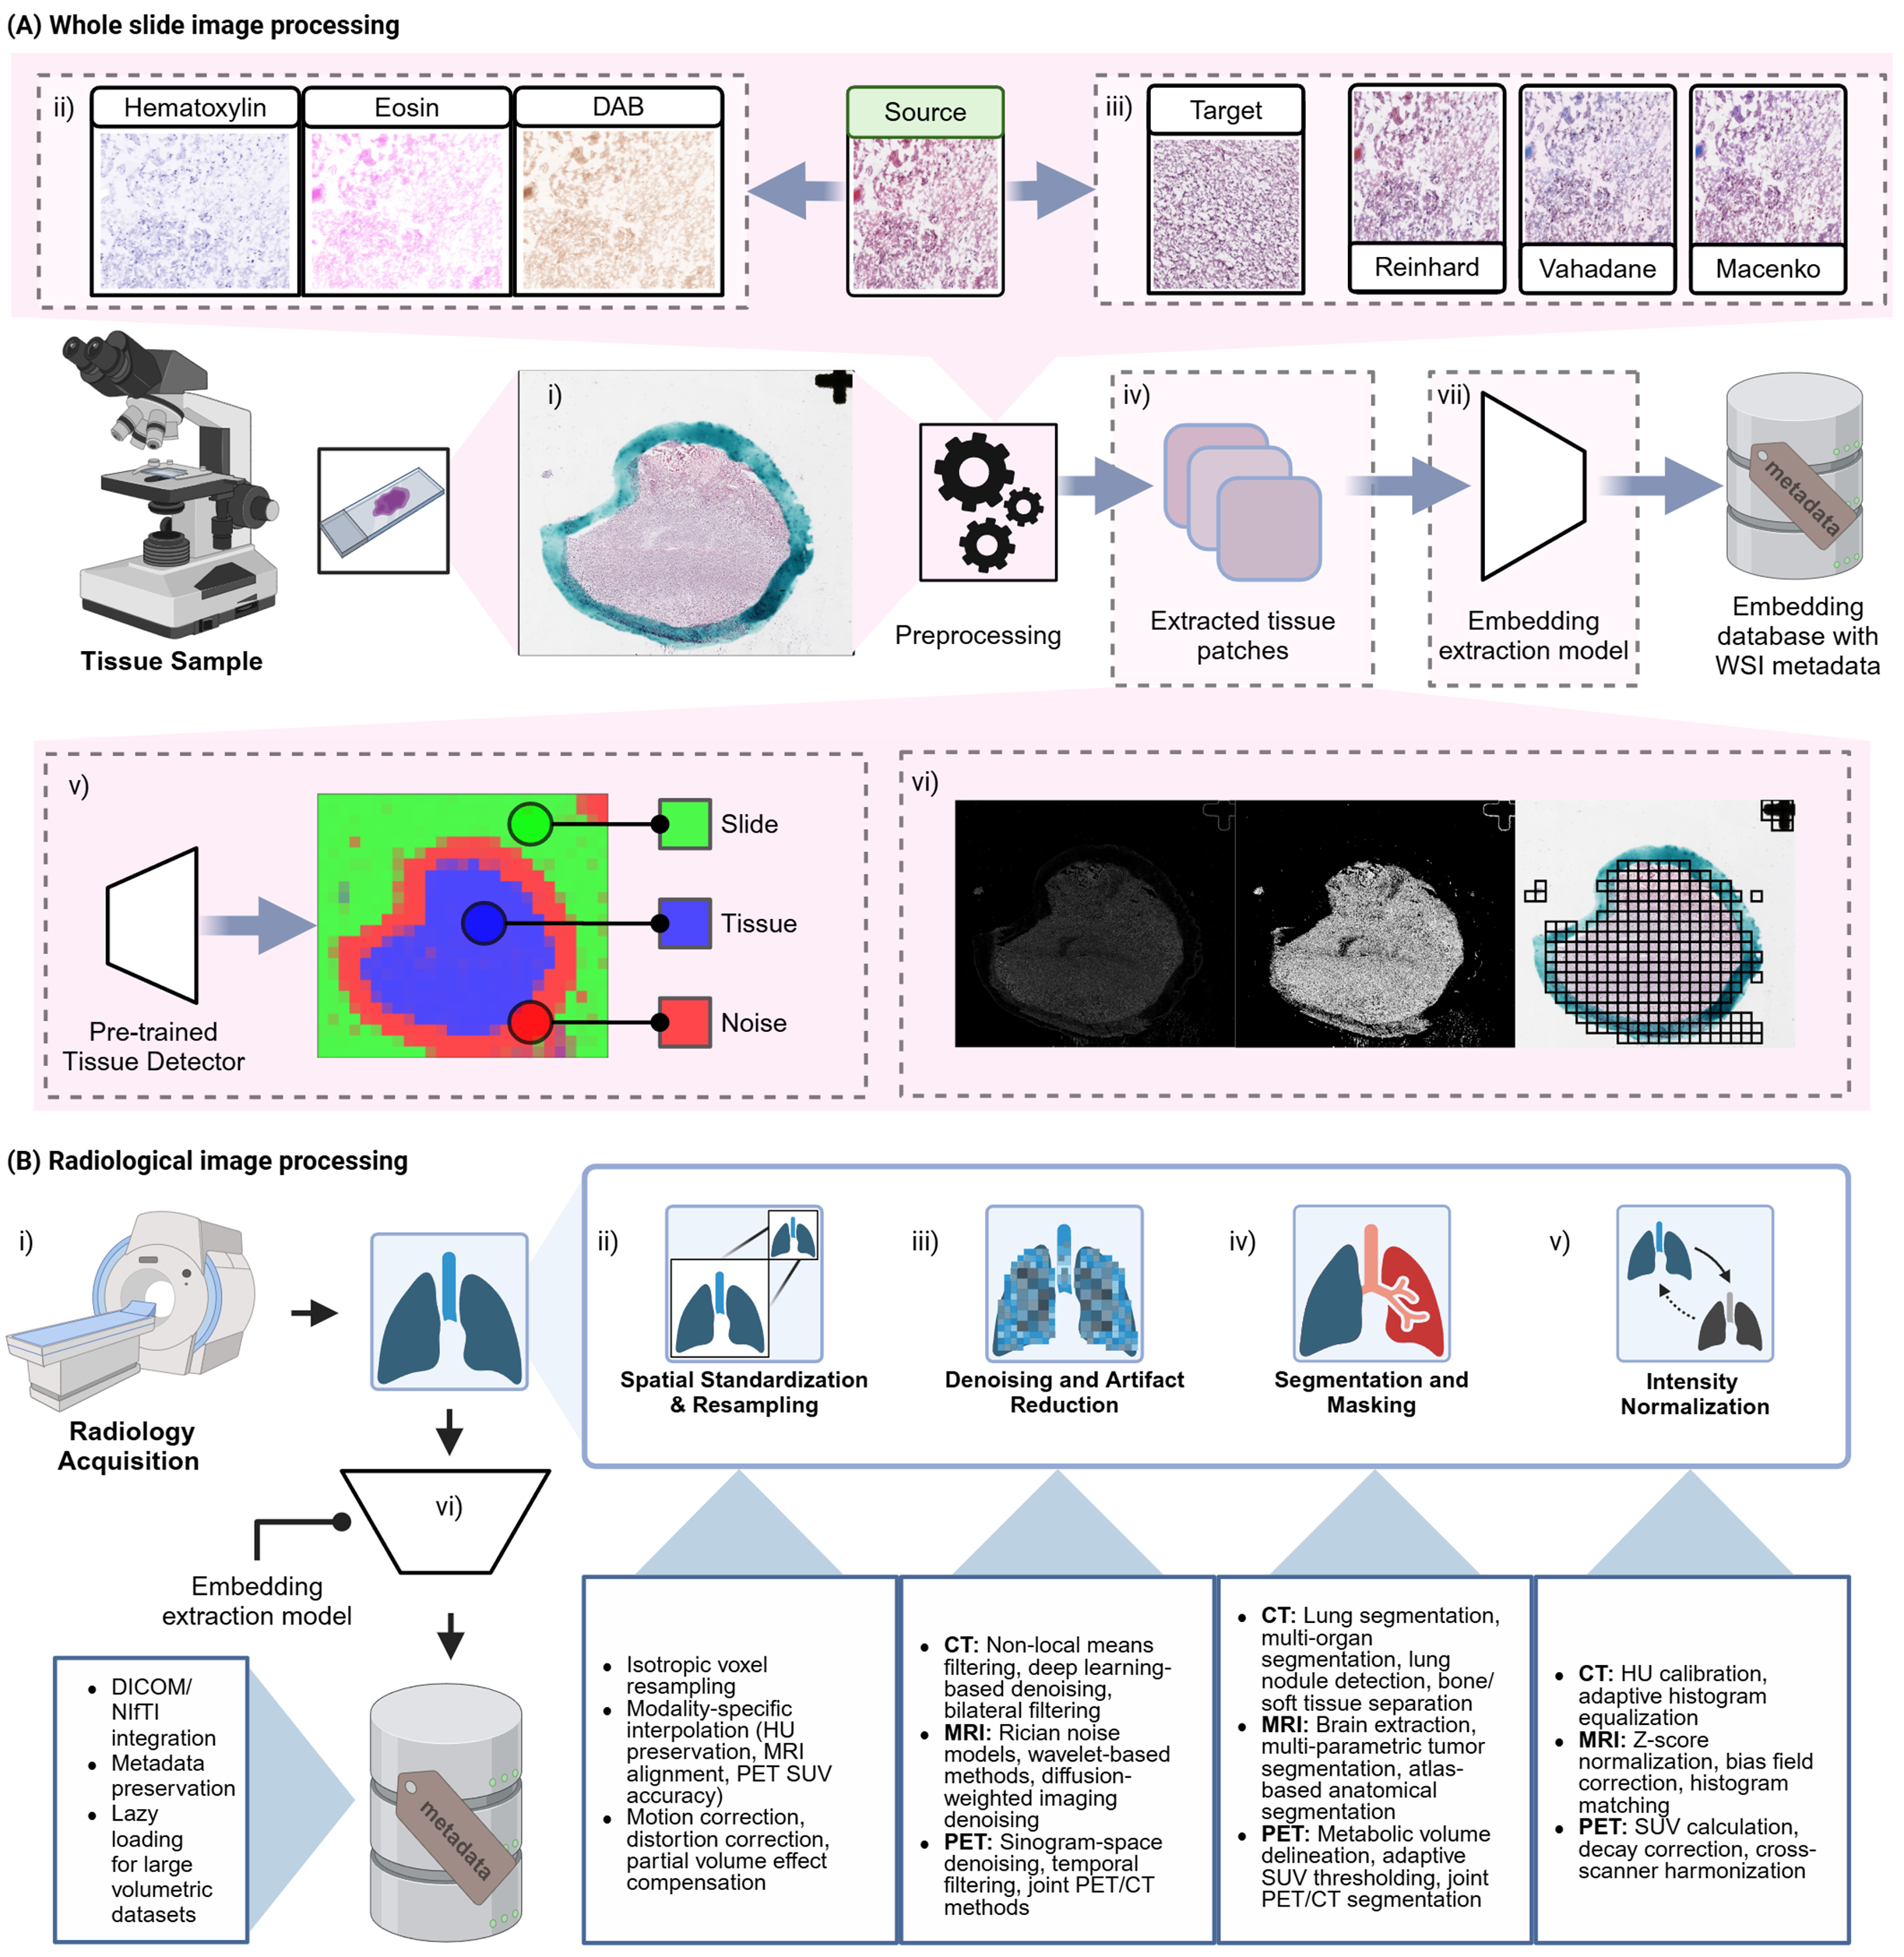 (A) Whole slide image processing
ii)
Hematoxylin
Eosin
DAB
Source
iii)
Target
Reinhard
Vahadane
Macenko
i)
iv)
vii)
metadata
Tissue Sample
Preprocessing
Extracted tissue
patches
Embedding
extraction model
Embedding
database with
WSI metadata
v)
Slide
Tissue
Noise
Pre-trained
Tissue Detector
vi)
(B) Radiological image processing
i)
Radiology
Acquisition
ii)
Spatial Standardization
& Resampling
iii)
Denoising and Artifact
Reduction
iv)
Segmentation and
Masking
v)
Intensity
Normalization
vi)
Embedding
extraction model
• DICOM/
NIfTI
integration
• Metadata
preservation
• Lazy
loading
for large
volumetric
datasets
metadata
• Isotropic voxel
resampling
• Modality-specific
interpolation (HU
preservation, MRI
alignment, PET SUV
accuracy)
• Motion correction,
distortion correction,
partial volume effect
compensation
• CT: Non-local means
filtering, deep learning-
based denoising,
bilateral filtering
• MRI: Rician noise
models, wavelet-based
methods, diffusion-
weighted imaging
denoising
• PET: Sinogram-space
denoising, temporal
filtering, joint PET/CT
methods
• CT: Lung segmentation,
multi-organ
segmentation, lung
nodule detection, bone/
soft tissue separation
• MRI: Brain extraction,
multi-parametric tumor
segmentation, atlas-
based anatomical
segmentation
• PET: Metabolic volume
delineation, adaptive
SUV thresholding, joint
PET/CT segmentation
• CT: HU calibration,
adaptive histogram
equalization
• MRI: Z-score
normalization, bias field
correction, histogram
matching
• PET: SUV calculation,
decay correction, cross-
scanner harmonization